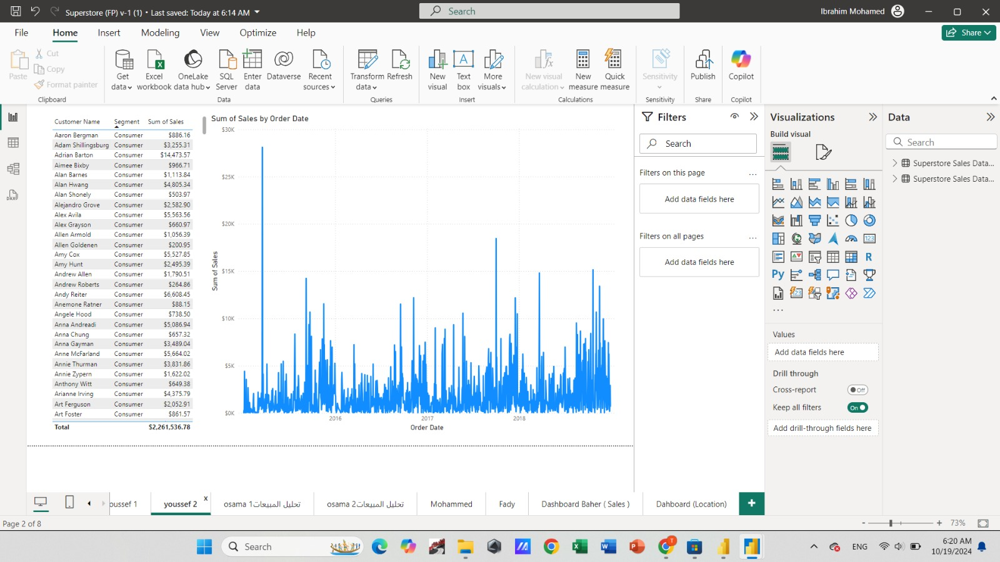 Superstore (FP) v-1 (1) • Last saved: Today at 6:14 AM
Search
Ibrahim Mohamed
File Home Insert Modeling View Optimize Help
Share
Paste
Cut
Copy
Format painter
Clipboard
Get data
Excel workbook
OneLake data hub
SQL Server
Enter data
Dataverse
Recent sources
Data
Transform data
Refresh
Queries
New visual
Text box
More visuals
Insert
New visual calculation
New measure
Quick measure
Calculations
Sensitivity
Sensitivity
Publish
Share
Copilot
Copilot
Customer Name Segment Sum of Sales
Aaron Bergman Consumer $886.16
Adam Shillingsburg Consumer $3,255.31
Adrian Barton Consumer $14,473.57
Aimee Bixby Consumer $966.71
Alan Barnes Consumer $1,113.84
Alan Hwang Consumer $4,805.34
Alan Shonely Consumer $503.97
Alejandro Grove Consumer $2,582.90
Alex Avila Consumer $5,563.56
Alex Grayson Consumer $660.97
Allen Armold Consumer $1,056.39
Allen Goldenen Consumer $200.95
Amy Cox Consumer $5,527.85
Amy Hunt Consumer $2,495.39
Andrew Allen Consumer $1,790.51
Andrew Roberts Consumer $264.86
Andy Reiter Consumer $6,608.45
Anemone Ratner Consumer $88.15
Angele Hood Consumer $738.50
Anna Andreadi Consumer $5,086.94
Anna Chung Consumer $657.32
Anna Gayman Consumer $3,489.04
Anne McFarland Consumer $5,664.02
Annie Thurman Consumer $3,831.86
Annie Zypern Consumer $1,622.02
Anthony Witt Consumer $649.38
Arianne Irving Consumer $4,375.79
Art Ferguson Consumer $2,052.91
Art Foster Consumer $861.57
Total $2,261,536.78
Sum of Sales by Order Date
$30K
$25K
$20K
$15K
$10K
$5K
$0K
Sum of Sales
2016 2017 2018
Order Date
Filters
Search
Filters on this page ...
Add data fields here
Filters on all pages ...
Add data fields here
Visualizations
Build visual
123
R
Py
123
...
Values
Add data fields here
Drill through
Cross-report Off
Keep all filters On
Add drill-through fields here
Data
Search
Superstore Sales Data...
Superstore Sales Data...
DAX
oussef 1
youssef 2 x
osama 1تحليل المبيعات
osama 2تحليل المبيعات
Mohammed
Fady
Dashboard Baher ( Sales )
Dahboard (Location)
+
Page 2 of 8
- + 73%
Search
ENG
6:20 AM
10/19/2024